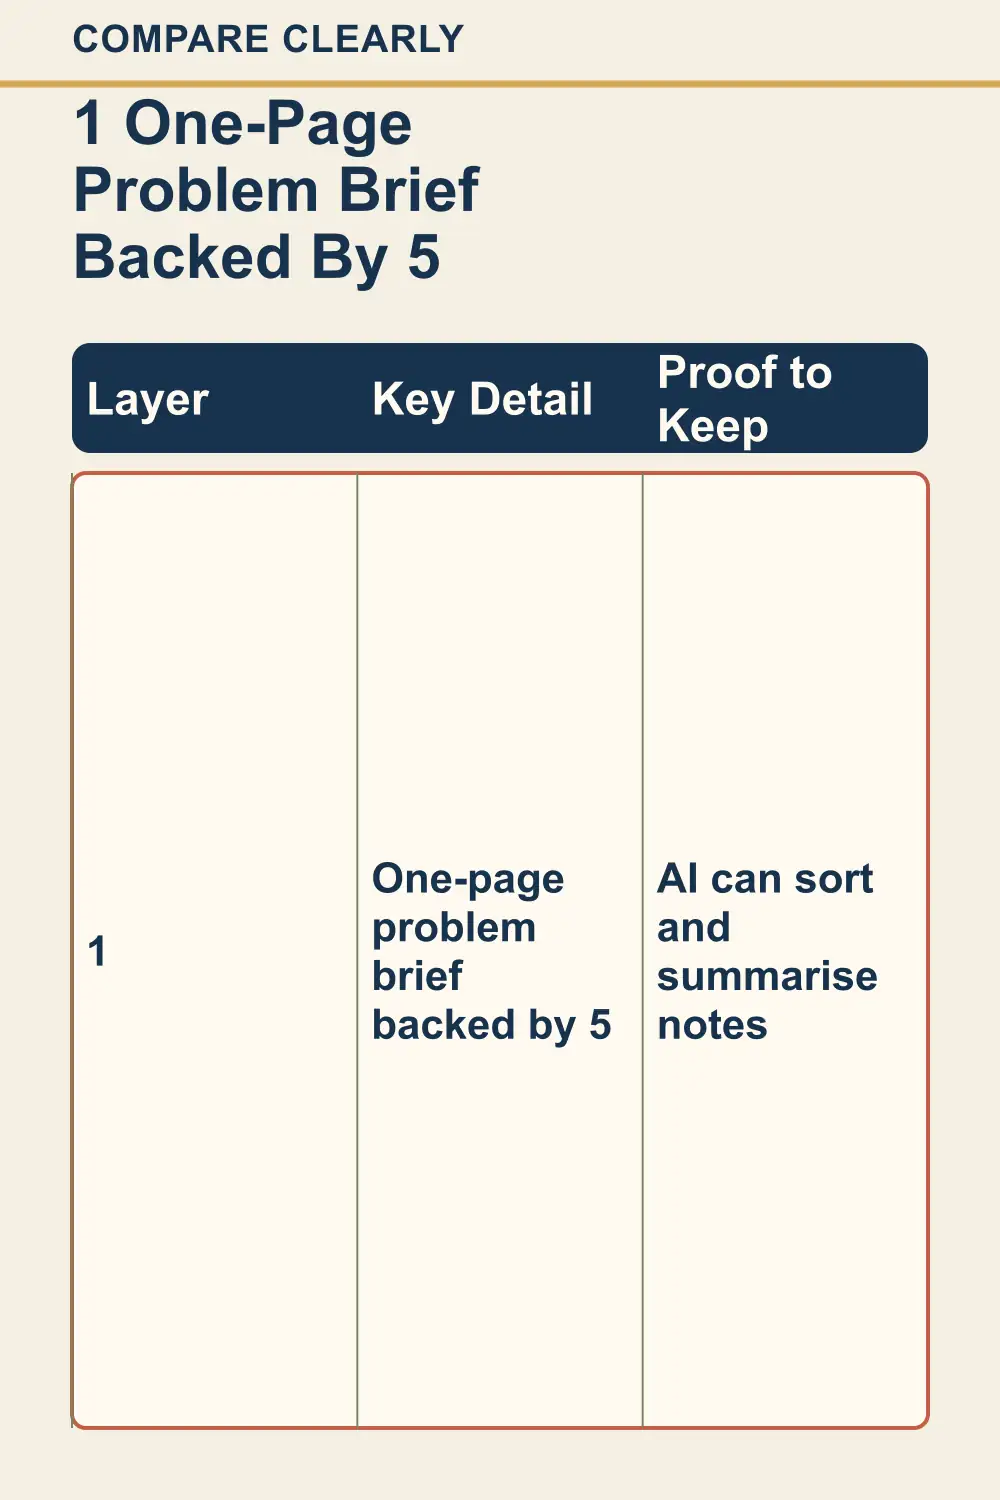 COMPARE CLEARLY
1 One-Page
Problem Brief
Backed By 5
Layer
Key Detail
Proof to
Keep
1
One-page
problem
brief
backed by 5
AI can sort
and
summarise
notes